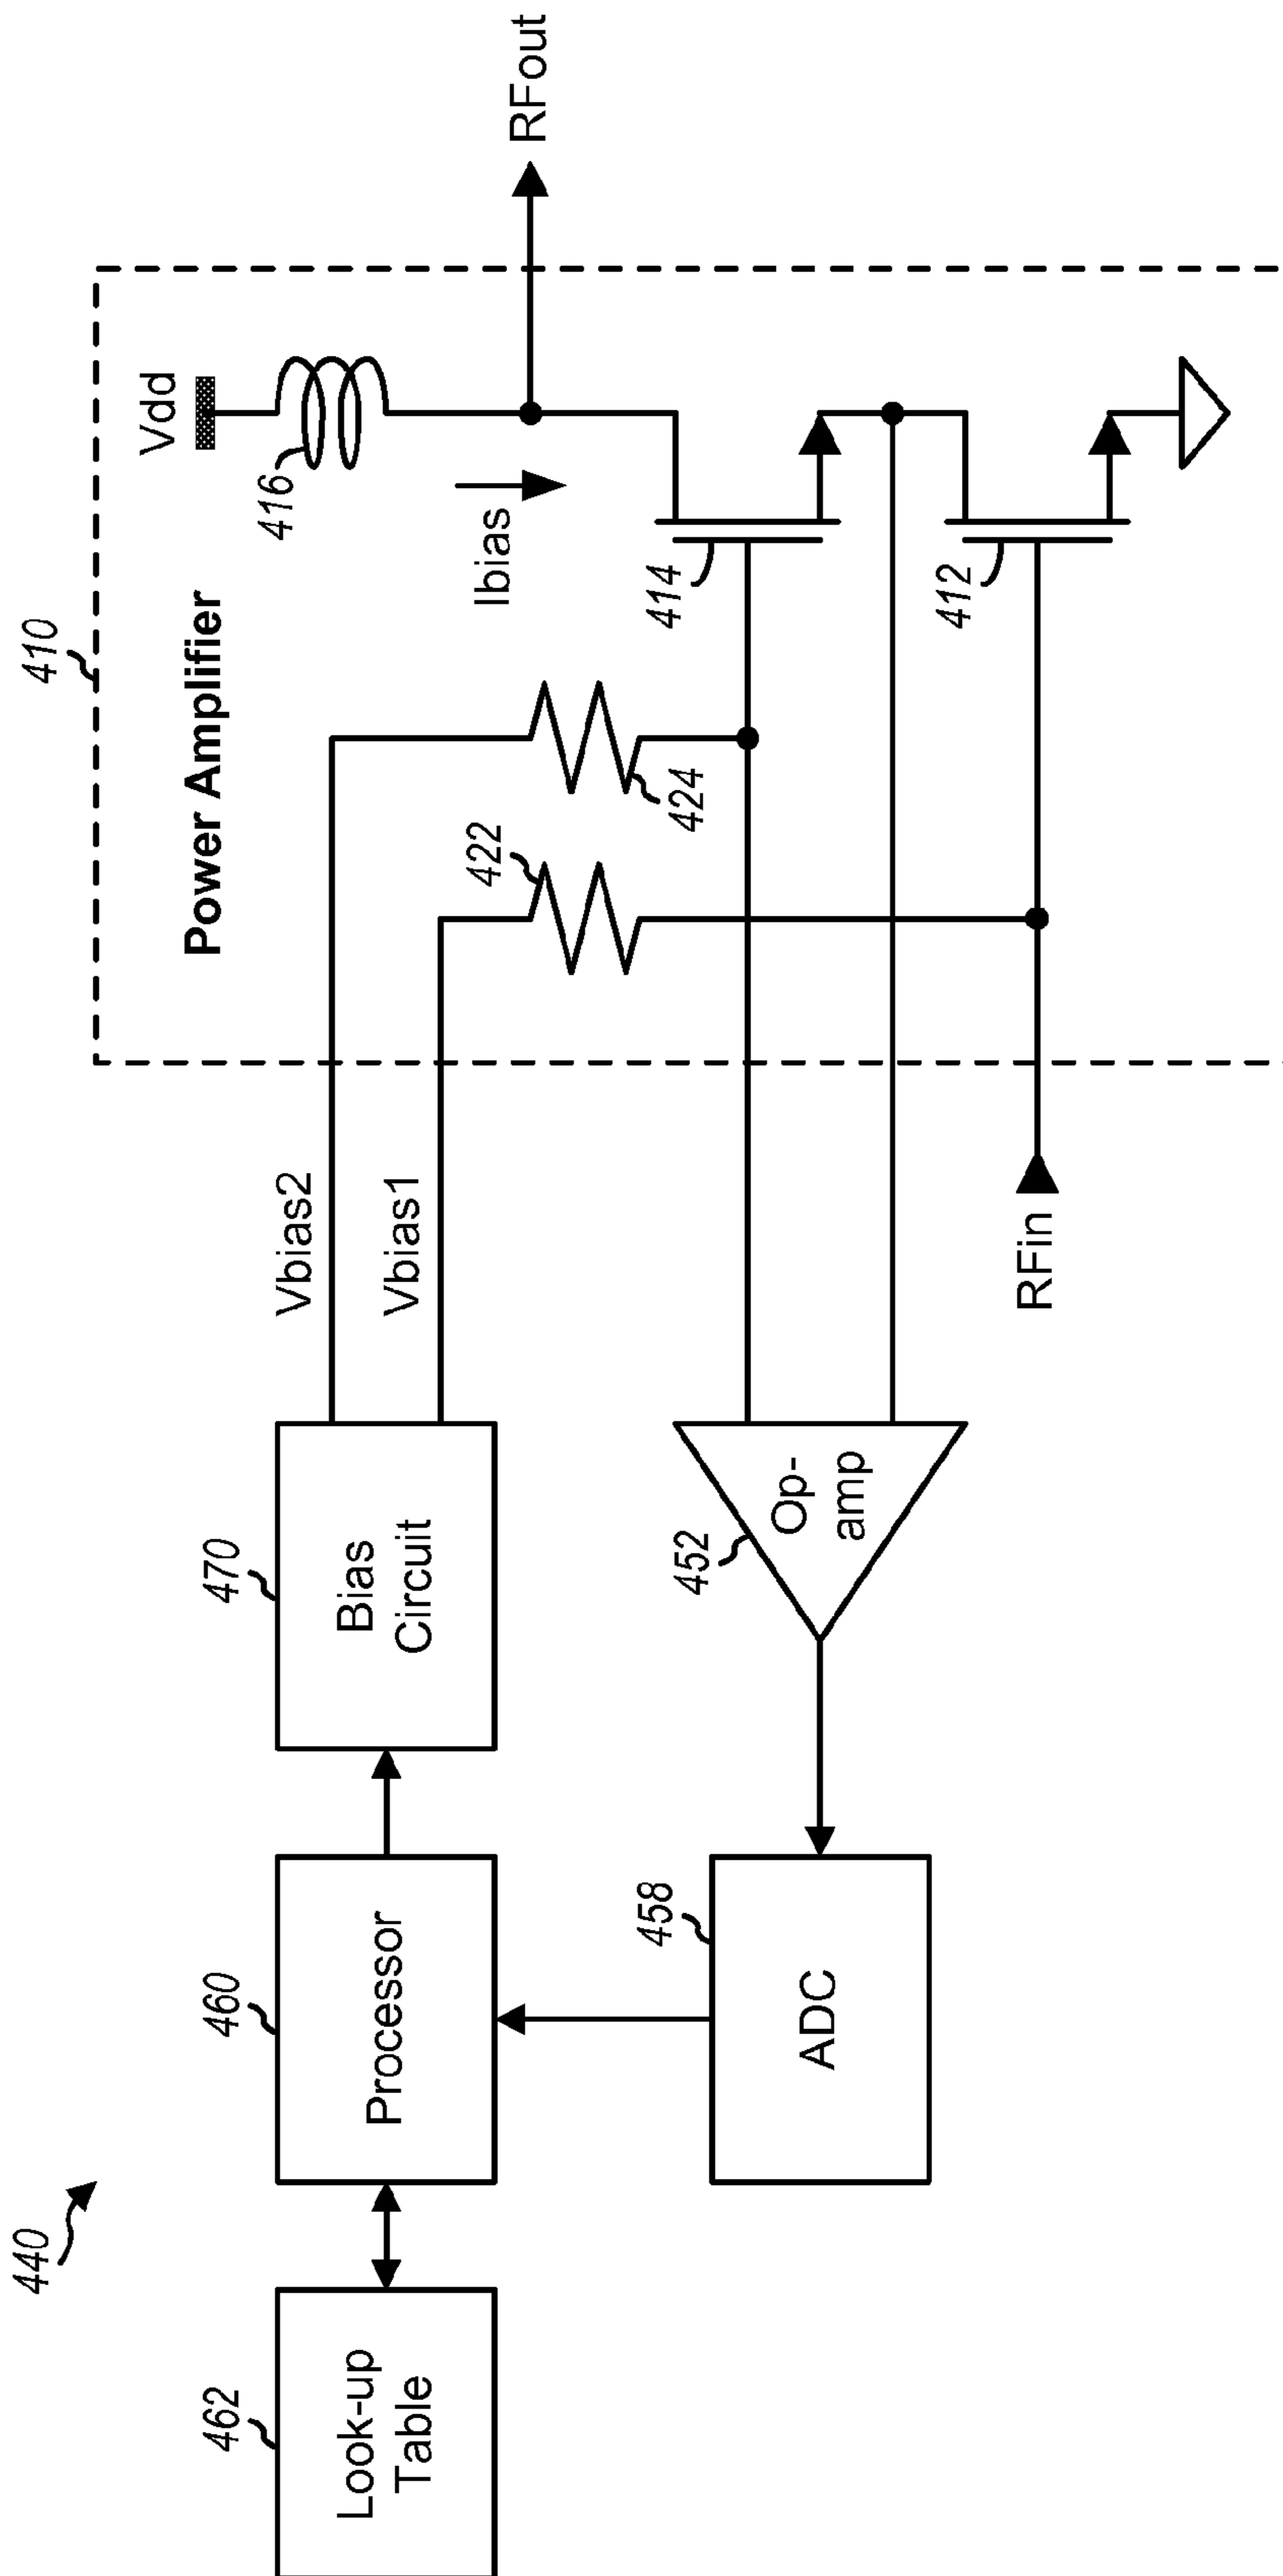 440
410
Power Amplifier
Vdd
416
Ibias
RFout
462
Look-up
Table
460
Processor
470
Bias
Circuit
Vbias2
Vbias1
422
424
414
458
ADC
452
Op-
amp
412
RFin